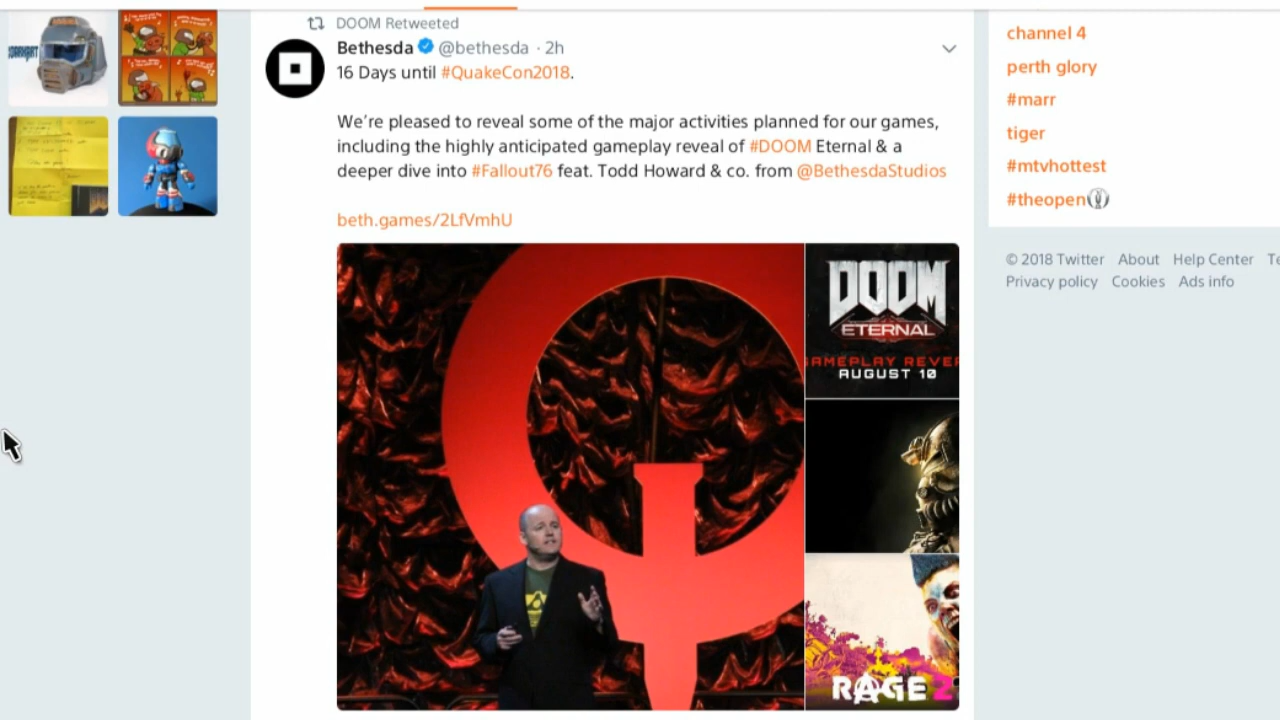 DOOM Retweeted
Bethesda @bethesda · 2h
16 Days until #QuakeCon2018.
We're pleased to reveal some of the major activities planned for our games,
including the highly anticipated gameplay reveal of #DOOM Eternal & a
deeper dive into #Fallout76 feat. Todd Howard & co. from @BethesdaStudios
beth.games/2LfVmhU
DOOM
ETERNAL
GAMEPLAY REVE
AUGUST 10
RAGE 2
channel 4
perth glory
#marr
tiger
#mtvhottest
#theopen
© 2018 Twitter About Help Center Te
Privacy policy Cookies Ads info